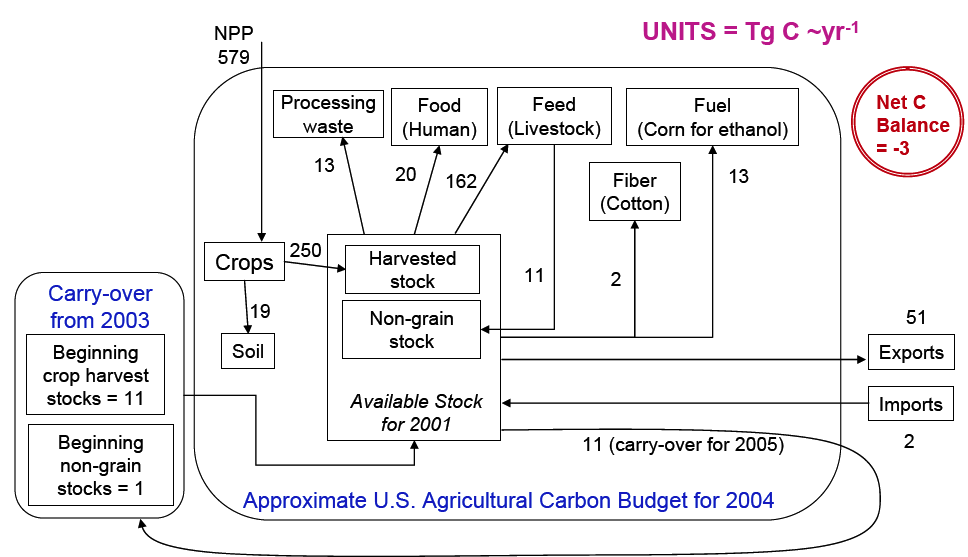 NPP
579
UNITS = Tg C ~yr-1
Net C
Balance
= -3
Processing
waste
Food
(Human)
Feed
(Livestock)
Fuel
(Corn for ethanol)
13
20
162
13
Fiber
(Cotton)
Crops
250
Harvested
stock
11
2
19
Non-grain
stock
Soil
Carry-over
from 2003
Beginning
crop harvest
stocks = 11
Beginning
non-grain
stocks = 1
51
Exports
Available Stock
for 2001
Imports
2
11 (carry-over for 2005)
Approximate U.S. Agricultural Carbon Budget for 2004